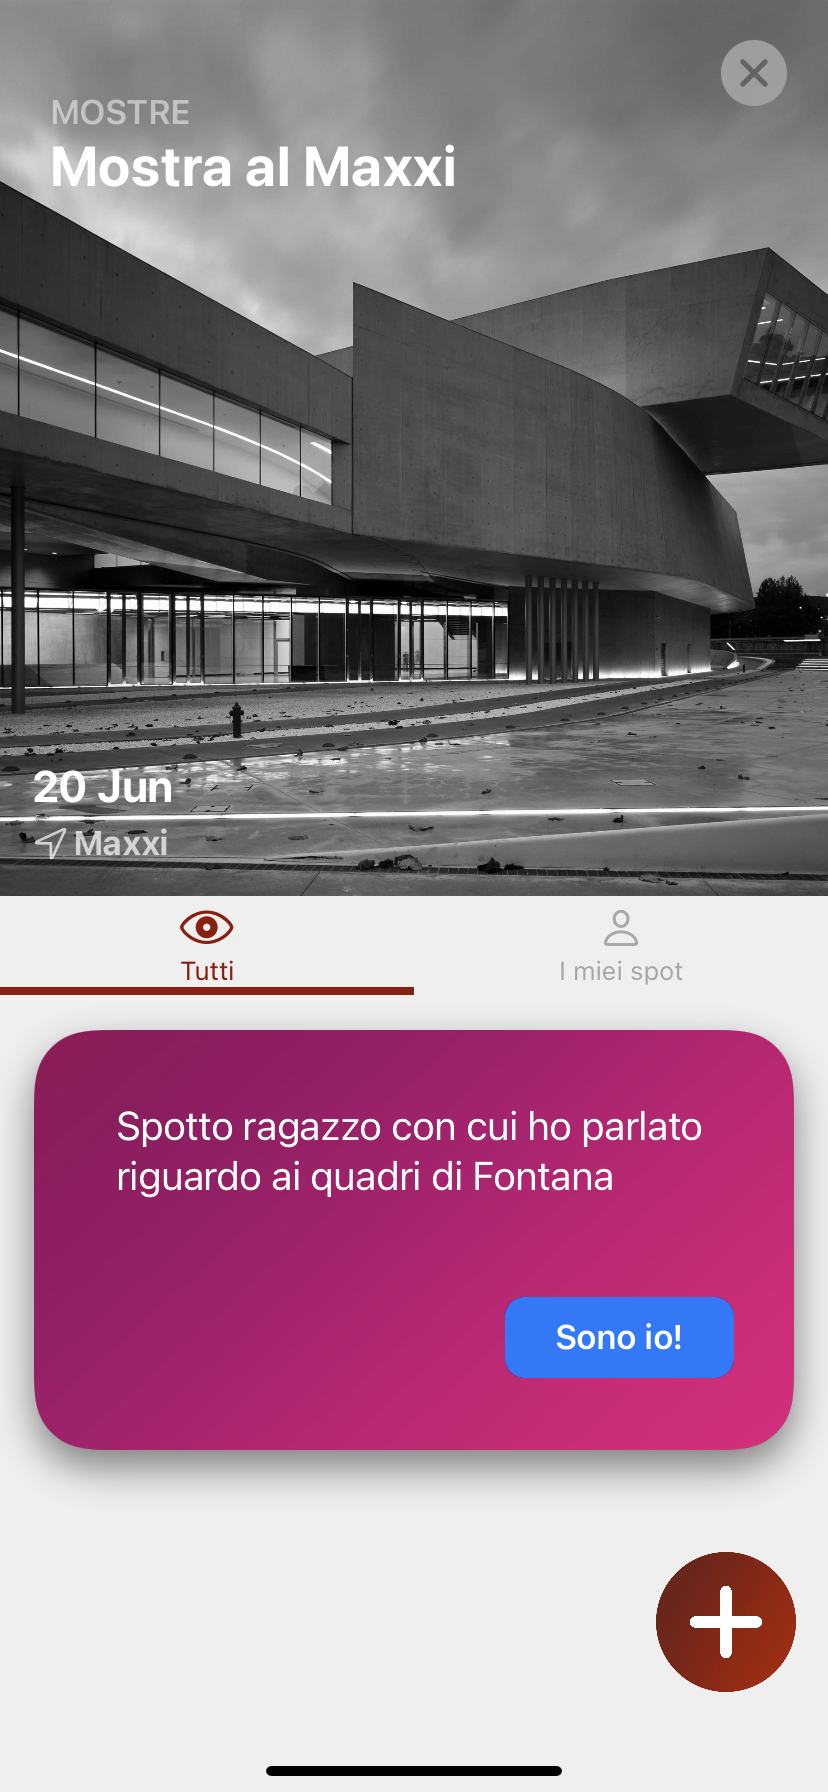 MOSTRE
Mostra al Maxxi
20 Jun
Maxxi
Tutti
I miei spot
Spotto ragazzo con cui ho parlato
riguardo ai quadri di Fontana
Sono io!